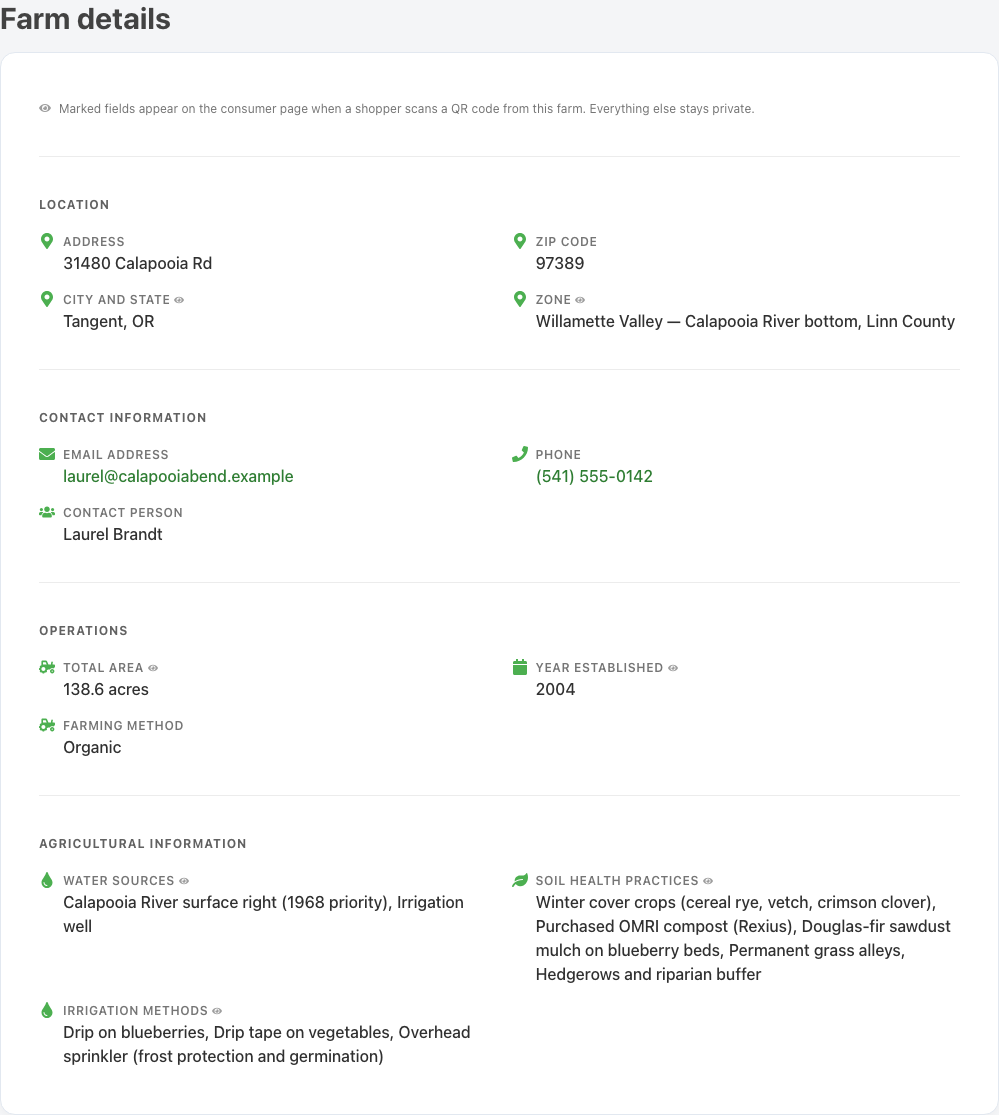 Farm details
Marked fields appear on the consumer page when a shopper scans a QR code from this farm. Everything else stays private.
LOCATION
ADDRESS
31480 Calapooia Rd
ZIP CODE
97389
CITY AND STATE
Tangent, OR
ZONE
Willamette Valley — Calapooia River bottom, Linn County
CONTACT INFORMATION
EMAIL ADDRESS
laurel@calapooiabend.example
PHONE
(541) 555-0142
CONTACT PERSON
Laurel Brandt
OPERATIONS
TOTAL AREA
138.6 acres
YEAR ESTABLISHED
2004
FARMING METHOD
Organic
AGRICULTURAL INFORMATION
WATER SOURCES
Calapooia River surface right (1968 priority), Irrigation
well
SOIL HEALTH PRACTICES
Winter cover crops (cereal rye, vetch, crimson clover),
Purchased OMRI compost (Rexius), Douglas-fir sawdust
mulch on blueberry beds, Permanent grass alleys,
Hedgerows and riparian buffer
IRRIGATION METHODS
Drip on blueberries, Drip tape on vegetables, Overhead
sprinkler (frost protection and germination)